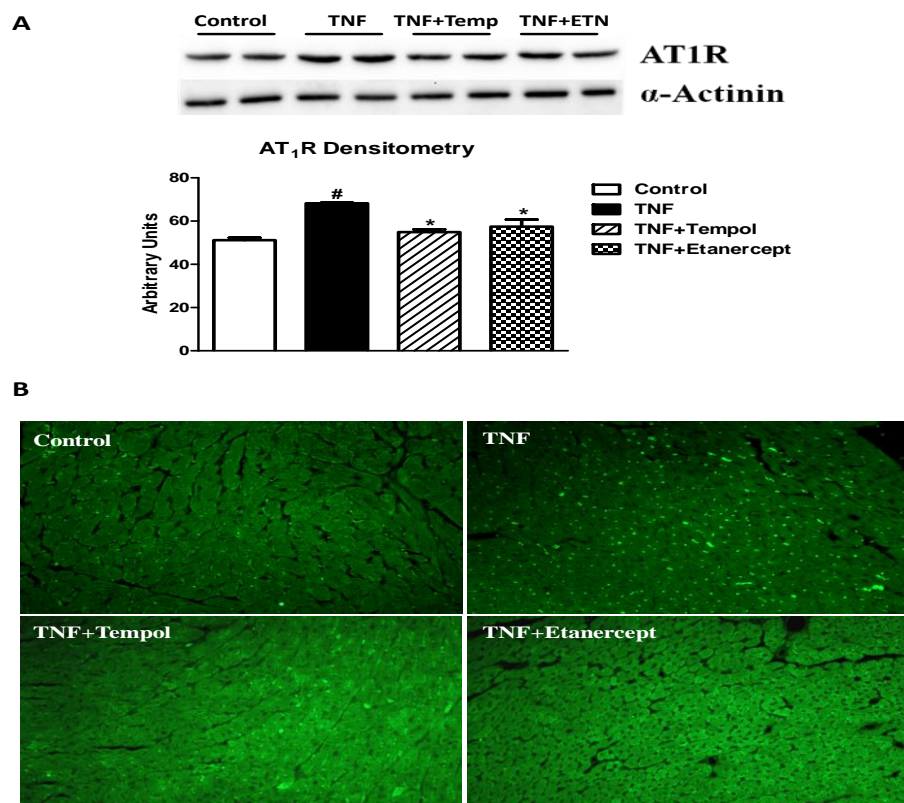 A
Control TNF TNF+Temp TNF+ETN
AT1R
α-Actinin
AT1R Densitometry
Arbitrary Units
80
60
40
20
0
#
*
*
Control
TNF
TNF+Tempol
TNF+Etanercept
B
Control
TNF
TNF+Tempol
TNF+Etanercept